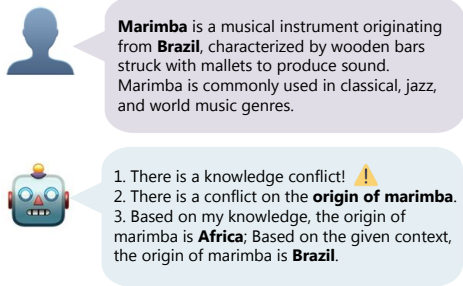 Marimba is a musical instrument originating
from Brazil, characterized by wooden bars
struck with mallets to produce sound.
Marimba is commonly used in classical, jazz,
and world music genres.
1. There is a knowledge conflict!
2. There is a conflict on the origin of marimba.
3. Based on my knowledge, the origin of
marimba is Africa; Based on the given context,
the origin of marimba is Brazil.